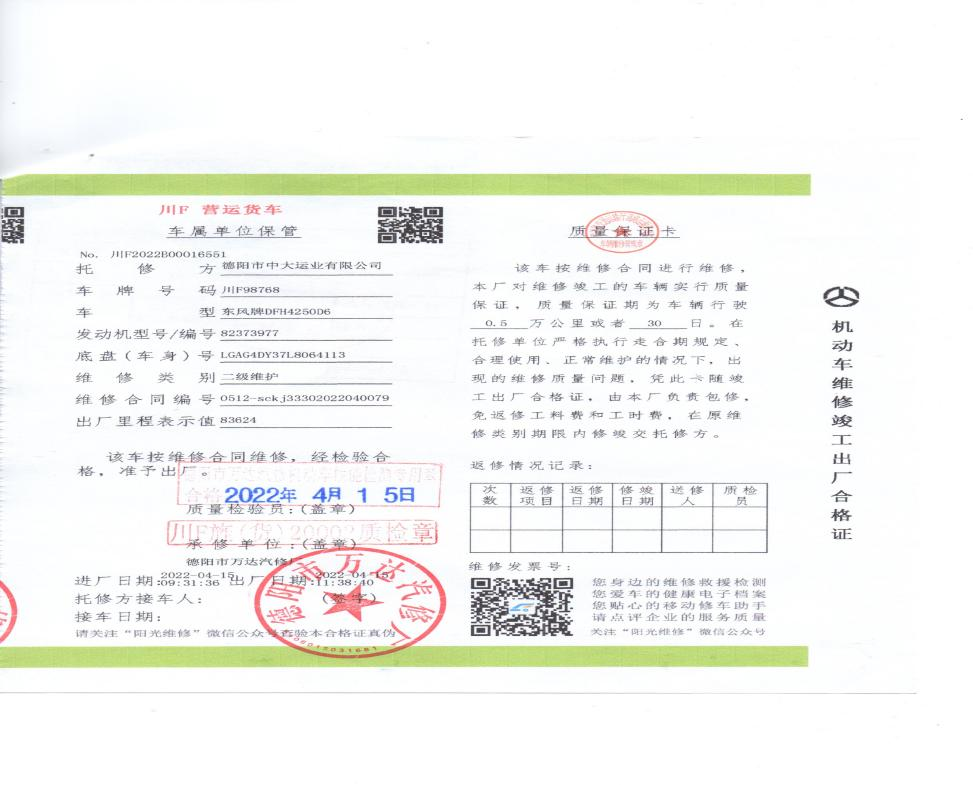 川F 营运货车
车属单位保管
No. 川F2022B00016551
托修方 德阳市中大运业有限公司
车牌号码 川F98768
车型 东风牌DFH4250D6
发动机型号/编号 82373977
底盘(车身)号 LGAG4DY37L8064113
维修类别 二级维护
维修合同编号 0512-sckj33302022040079
出厂里程表示值 83624
该车按维修合同维修，经检验合
格，准予出厂。
合格 2022年 4月 15日
质量检验员:(盖章)
川F旌(货)20002质检章
承修单位:(盖章)
德阳市万达汽修厂
进厂日期:2022-04-15 09:31:36 出厂日期:2022-04-15 11:38:40
托修方接车人: (签字)
接车日期:
请关注“阳光维修”微信公众号查验本合格证真伪
德阳市万达汽修厂
质量保证卡
该车按维修合同进行维修，
本厂对维修竣工的车辆实行质量
保证，质量保证期为车辆行驶
0.5 万公里或者 30 日。在
托修单位严格执行走合期规定、
合理使用、正常维护的情况下，出
现的维修质量问题，凭此卡随竣
工出厂合格证，由本厂负责包修，
免返修工料费和工时费，在原维
修类别期限内修竣交托修方。
返修情况记录:
次数 返修项目 返修日期 修竣日期 送修人 质检员
维修发票号:
您身边的维修救援检测
您爱车的健康电子档案
您贴心的移动修车助手
请点评企业的服务质量
关注“阳光维修”微信公众号
机动车维修竣工出厂合格证